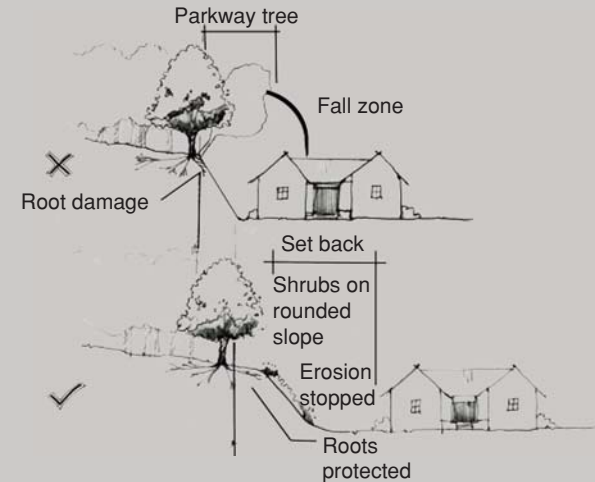 Parkway tree
Fall zone
Root damage
Set back
Shrubs on
rounded
slope
Erosion
stopped
Roots
protected